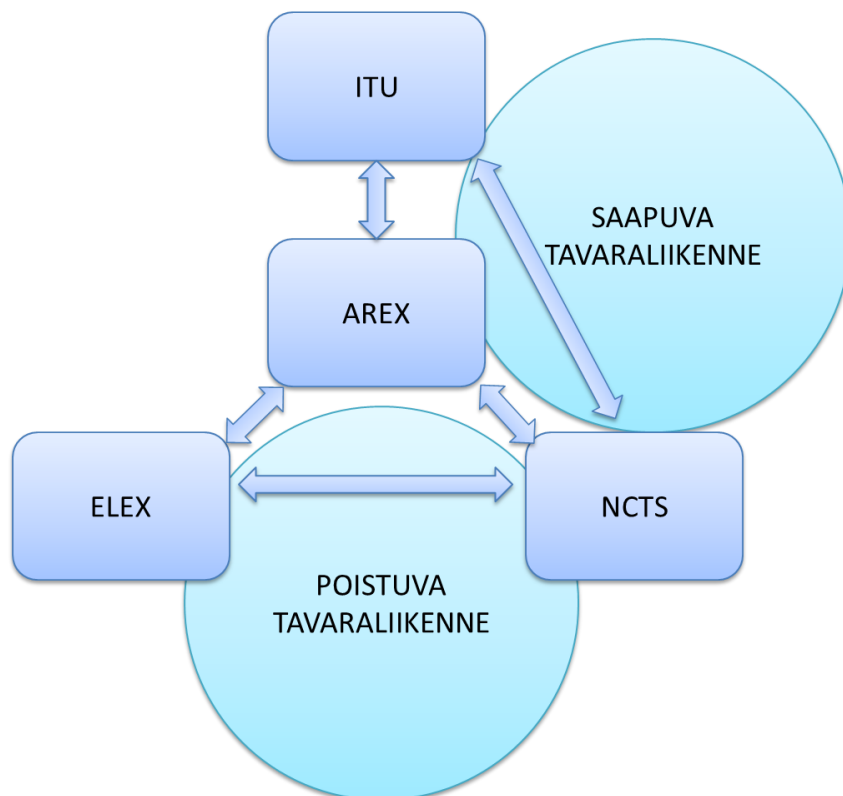 ITU
SAAPUVA
TAVARALIIKENNE
AREX
ELEX
NCTS
POISTUVA
TAVARALIIKENNE